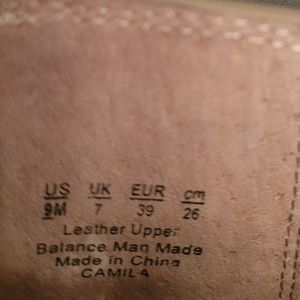 US UK EUR cm
9M 7 39 26
Leather Upper
Balance Man Made
Made in China
CAMILA